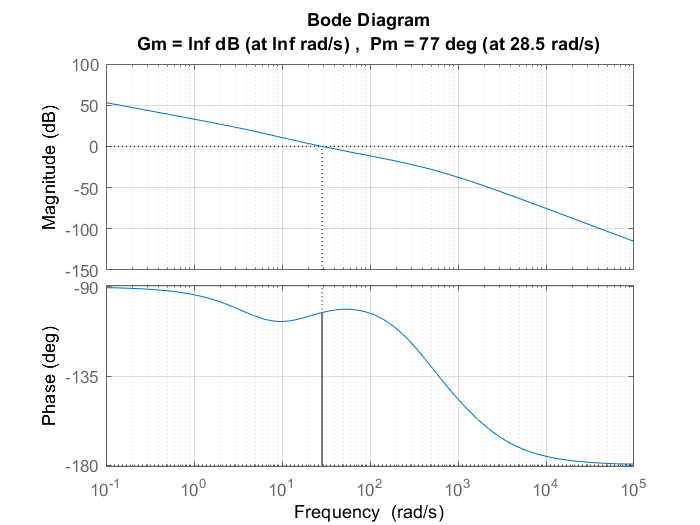 Bode Diagram
Gm = Inf dB (at Inf rad/s) ,  Pm = 77 deg (at 28.5 rad/s)
Magnitude (dB)
100
50
0
-50
-100
-150
Phase (deg)
-90
-135
-180
10^-1 10^0 10^1 10^2 10^3 10^4 10^5
Frequency  (rad/s)